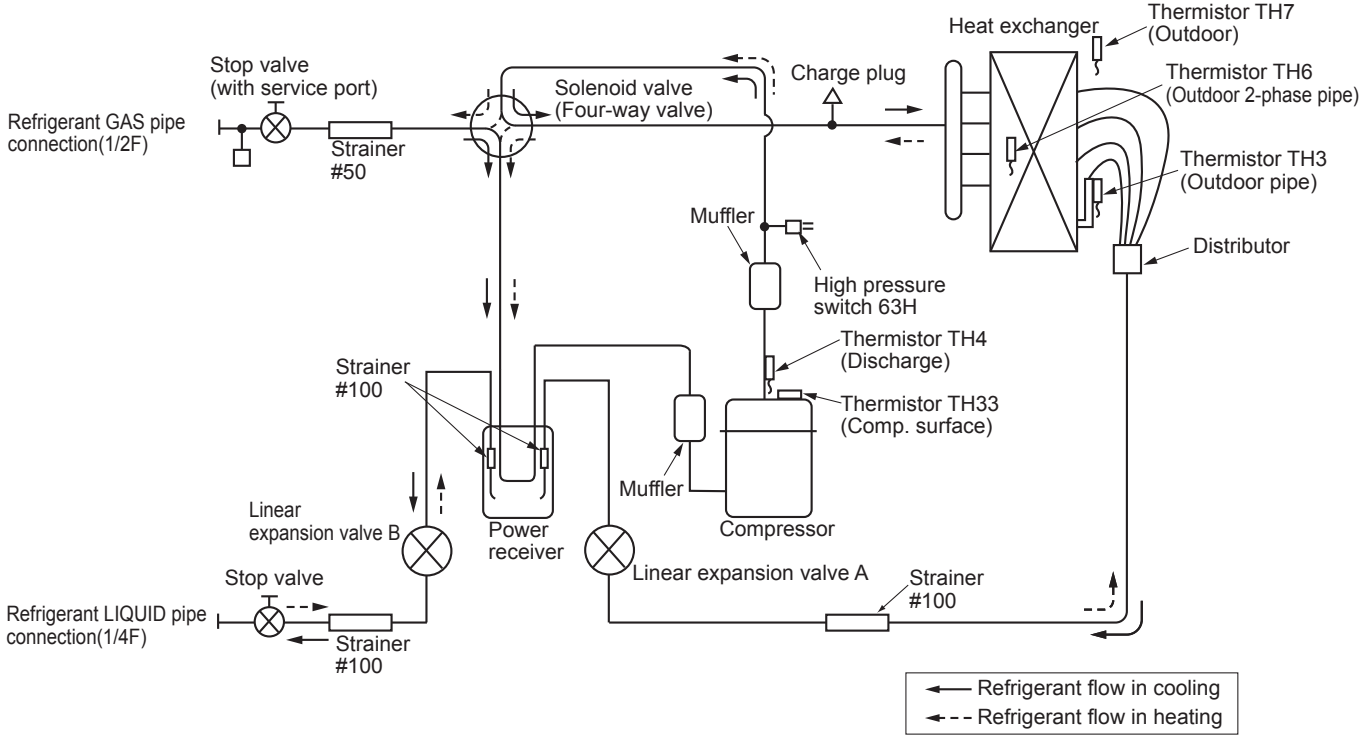 Heat exchanger
Thermistor TH7
(Outdoor)
Stop valve
(with service port)
Solenoid valve
(Four-way valve)
Charge plug
Thermistor TH6
(Outdoor 2-phase pipe)
Refrigerant GAS pipe
connection(1/2F)
Strainer
#50
Thermistor TH3
(Outdoor pipe)
Muffler
Distributor
High pressure
switch 63H
Thermistor TH4
(Discharge)
Strainer
#100
Thermistor TH33
(Comp. surface)
Muffler
Linear
expansion valve B
Power
receiver
Compressor
Linear expansion valve A
Stop valve
Strainer
#100
Refrigerant LIQUID pipe
connection(1/4F)
Strainer
#100
Refrigerant flow in cooling
Refrigerant flow in heating